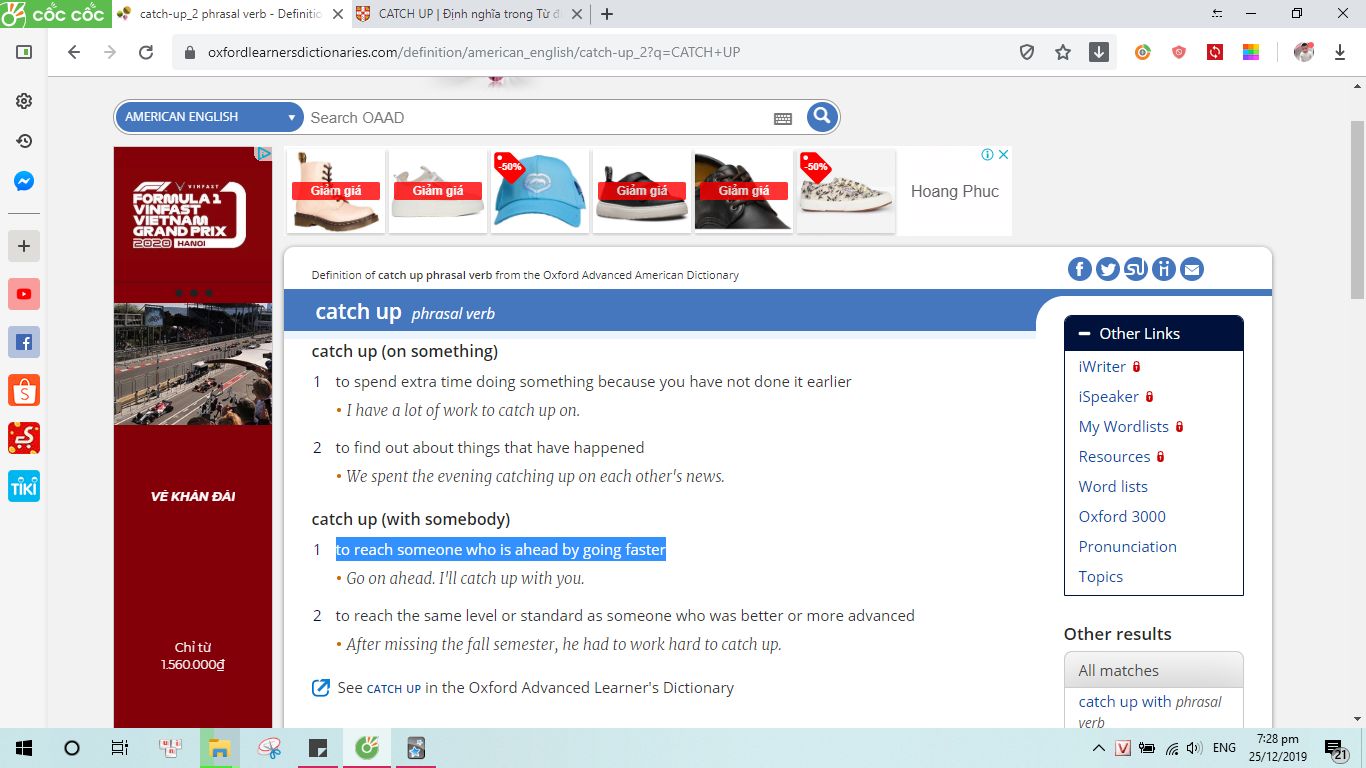 cốc cốc
catch-up_2 phrasal verb - Definitio
CATCH UP | Định nghĩa trong Từ đi
oxfordlearnersdictionaries.com/definition/american_english/catch-up_2?q=CATCH+UP
AMERICAN ENGLISH
Search OAAD
Giảm giá
Giảm giá
-50%
Giảm giá
Giảm giá
-50%
Hoang Phuc
VINFAST
FORMULA 1
VINFAST
VIETNAM
GRAND PRIX
2020 HANOI
VÉ KHÁN ĐÀI
Chỉ từ
1.560.000₫
Definition of catch up phrasal verb from the Oxford Advanced American Dictionary
catch up phrasal verb
catch up (on something)
1 to spend extra time doing something because you have not done it earlier
• I have a lot of work to catch up on.
2 to find out about things that have happened
• We spent the evening catching up on each other's news.
catch up (with somebody)
1 to reach someone who is ahead by going faster
• Go on ahead. I'll catch up with you.
2 to reach the same level or standard as someone who was better or more advanced
• After missing the fall semester, he had to work hard to catch up.
See CATCH UP in the Oxford Advanced Learner's Dictionary
Other Links
iWriter
iSpeaker
My Wordlists
Resources
Word lists
Oxford 3000
Pronunciation
Topics
Other results
All matches
catch up with phrasal
verb
TIKI
ENG
7:28 pm
25/12/2019
21